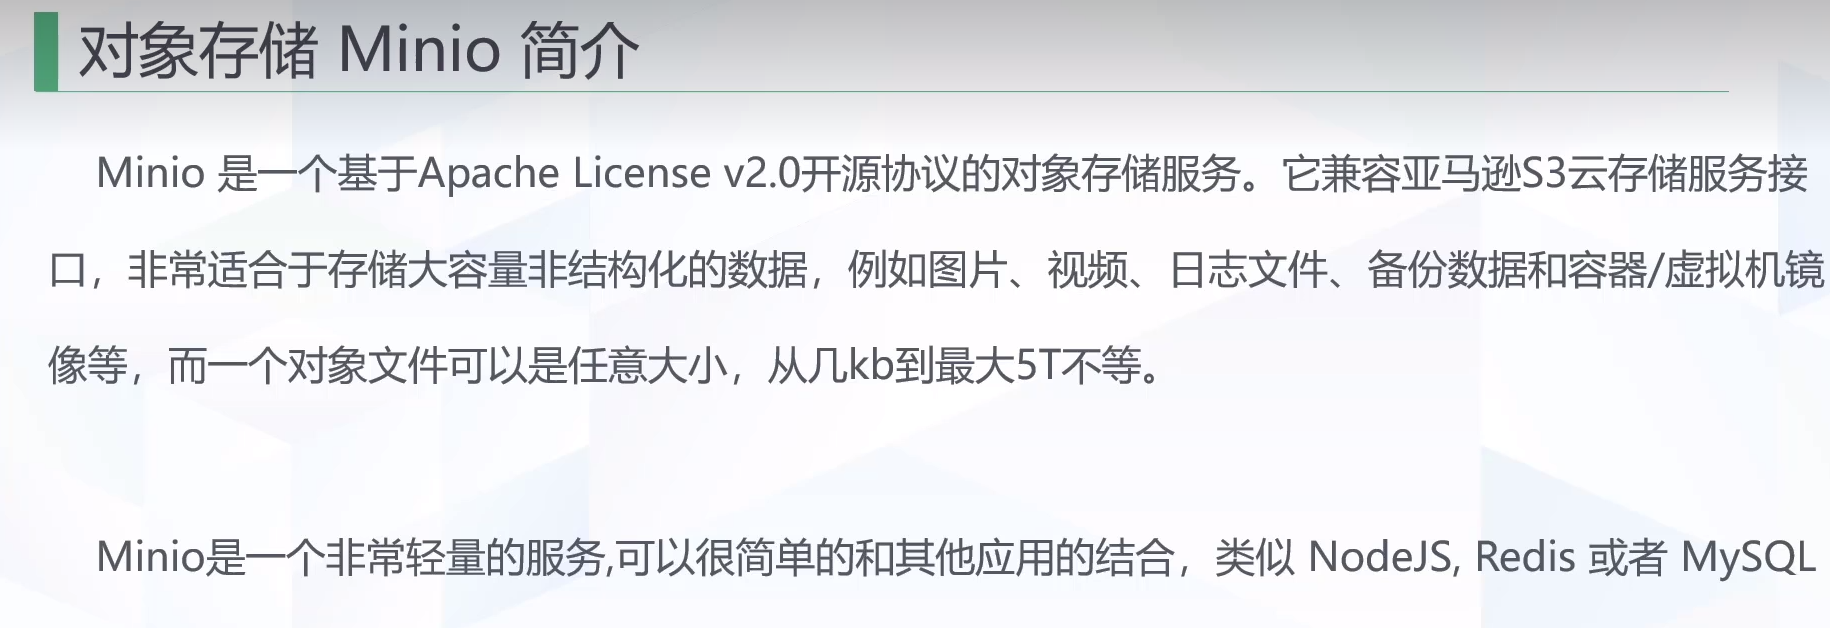 对象存储 Minio 简介
Minio 是一个基于Apache License v2.0开源协议的对象存储服务。它兼容亚马逊S3云存储服务接
口，非常适合于存储大容量非结构化的数据，例如图片、视频、日志文件、备份数据和容器/虚拟机镜
像等，而一个对象文件可以是任意大小，从几kb到最大5T不等。
Minio是一个非常轻量的服务,可以很简单的和其他应用的结合，类似 NodeJS, Redis 或者 MySQL